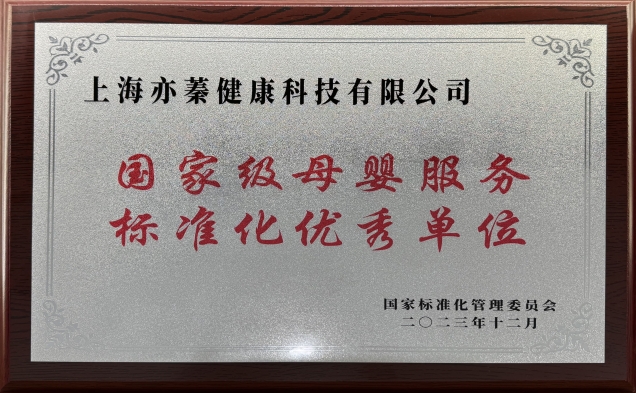 上海亦蓁健康科技有限公司
国家级母婴服务
标准化优秀单位
国家标准化管理委员会
二〇二三年十二月